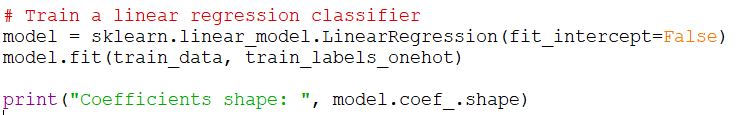 # Train a linear regression classifier
model = sklearn.linear_model.LinearRegression(fit_intercept=False)
model.fit(train_data, train_labels_onehot)
print("Coefficients shape: ", model.coef_.shape)